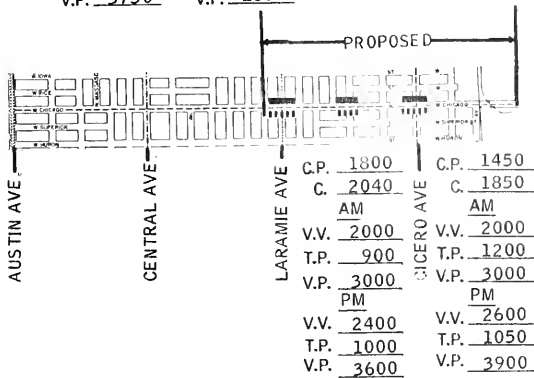 V.P. 3750 V.P.
PROPOSED
W IOWA
W RICE
W CHICAGO
W SUPERIOR
W HURON
ST
W
W CHICAGO
W SUPERIOR
ST
W HURON
AUSTIN AVE
CENTRAL AVE
LARAMIE AVE
CICERO AVE
C.P. 1800
C. 2040
AM
V.V. 2000
T.P. 900
V.P. 3000
PM
V.V. 2400
T.P. 1000
V.P. 3600
C.P. 1450
C. 1850
AM
V.V. 2000
T.P. 1200
V.P. 3000
PM
V.V. 2600
T.P. 1050
V.P. 3900